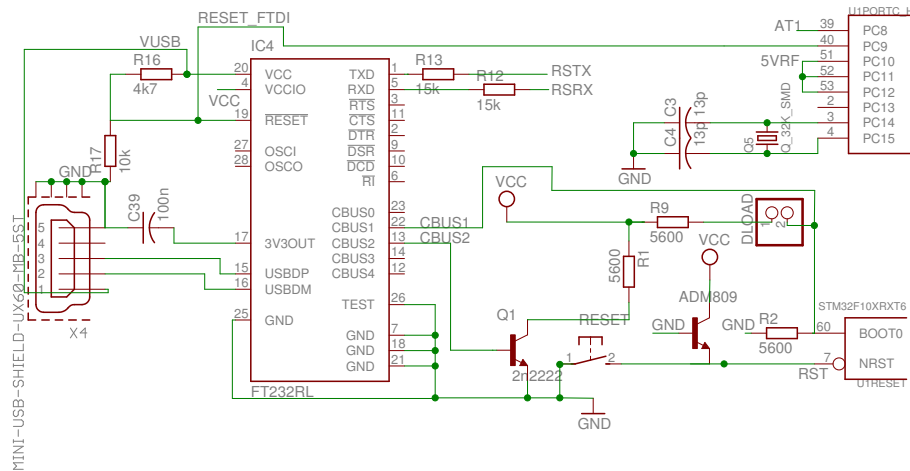 RESET_FTDI
U1PORTC_
VUSB
IC4
AT1
39
PC8
40
PC9
R16
4k7
20
VCC
TXD
1
R13
15k
RSTX
5VRF
51
PC10
52
PC11
53
PC12
VCC
4
VCCIO
RXD
5
R12
15k
RSRX
RTS
3
2
PC13
19
RESET
CTS
11
C3
13p
3
PC14
DTR
2
C4
13p
Q5
Q_32K_SMD
4
PC15
R17
10k
27
OSCI
DSR
9
28
OSCO
DCD
10
RI
6
GND
GND
VCC
C39
100n
CBUS0
23
CBUS1
22
CBUS1
R9
5600
DLOAD
1
2
17
3V3OUT
CBUS2
13
CBUS2
VCC
CBUS3
14
CBUS4
12
R1
5600
15
USBDP
16
USBDM
5
4
3
2
1
X4
MINI-USB-SHIELD-UX60-MB-5ST
TEST
26
ADM809
STM32F10XRXT6
25
GND
Q1
RESET
GND
GND
R2
5600
60
BOOT0
GND
7
GND
18
GND
21
2n2222
1
2
RST
7
NRST
U1RESET
FT232RL
GND